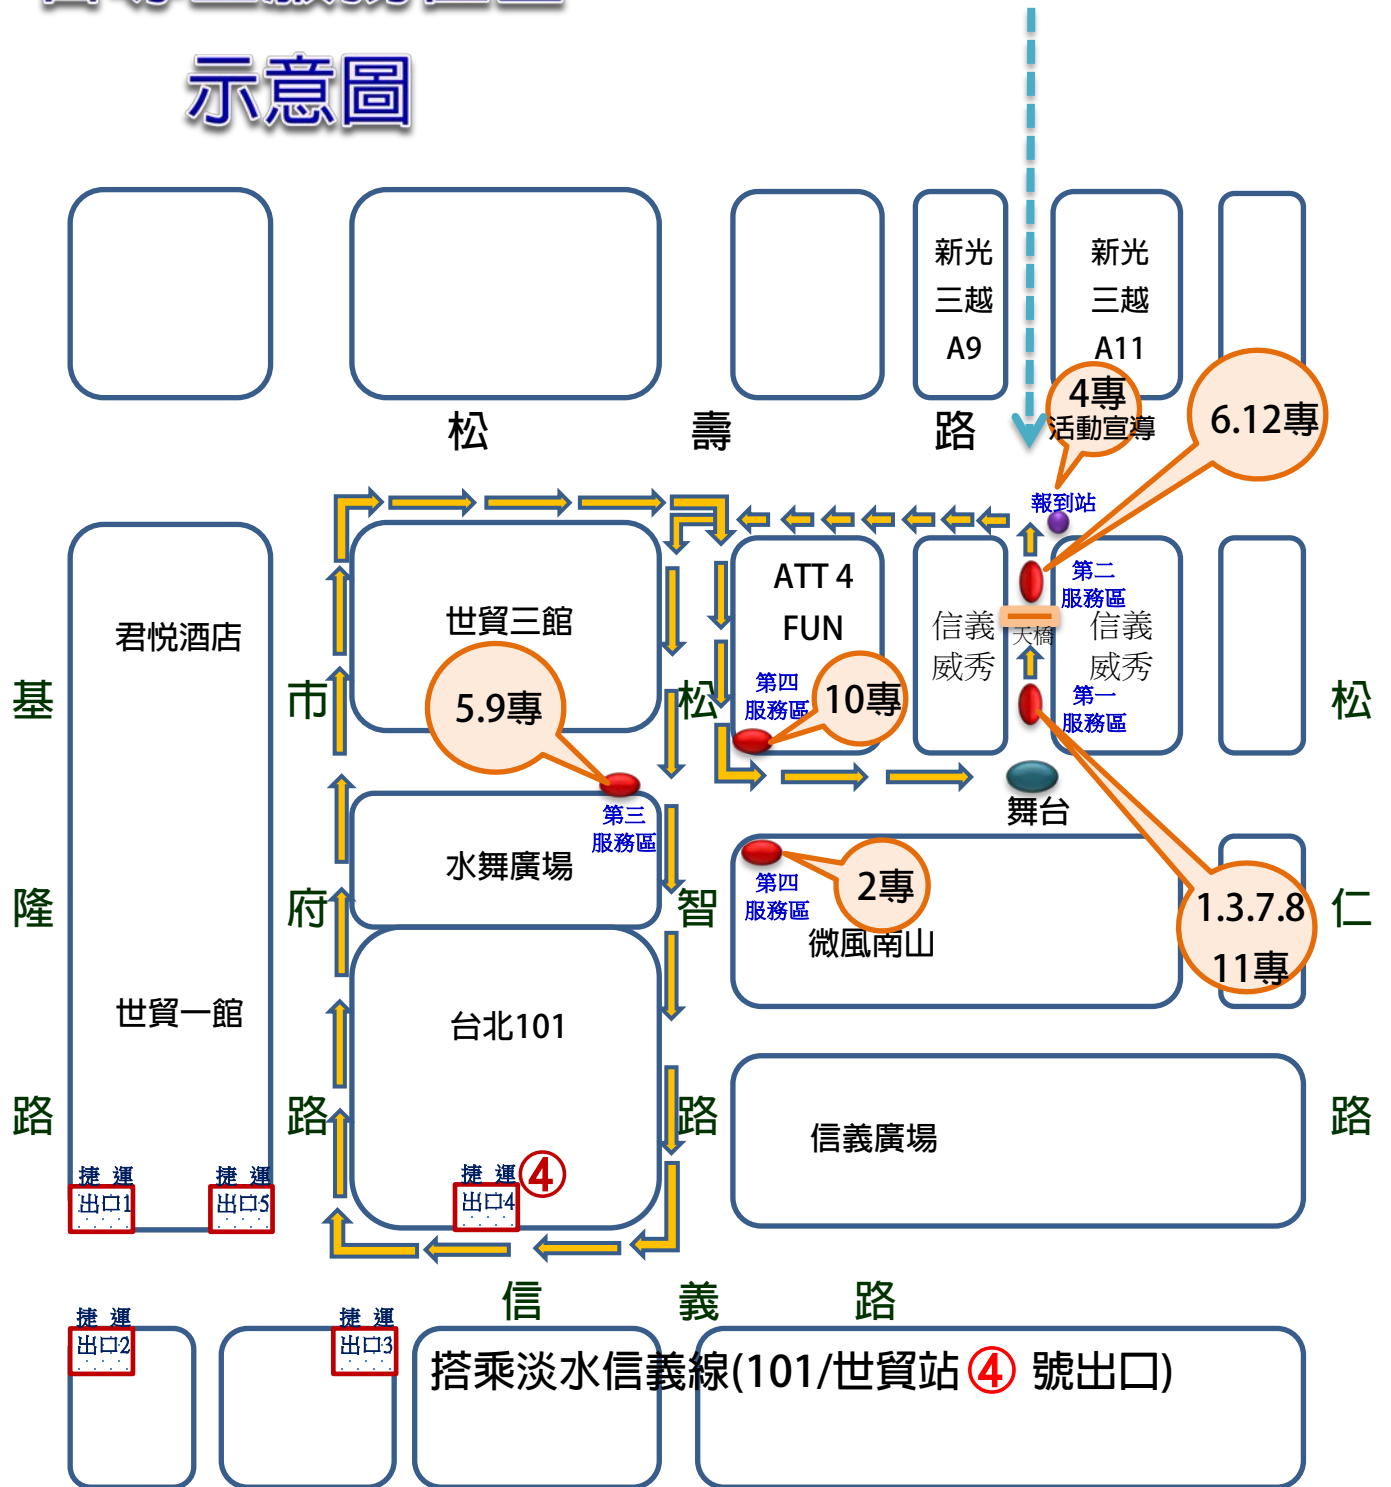 示意圖
新光
三越
A9
新光
三越
A11
4專
活動宣導
6.12專
松壽路
報到站
君悦酒店
世貿三館
ATT 4
FUN
信義
威秀
天橋
信義
威秀
第二
服務區
第一
服務區
第四
服務區
10專
5.9專
第三
服務區
舞台
水舞廣場
第四
服務區
2專
微風南山
1.3.7.8
11專
基隆路
市府路
松智路
松仁路
世貿一館
台北101
信義廣場
捷運
出口1
捷運
出口5
捷運④
出口4
信義路
捷運
出口2
捷運
出口3
搭乘淡水信義線(101/世貿站④號出口)